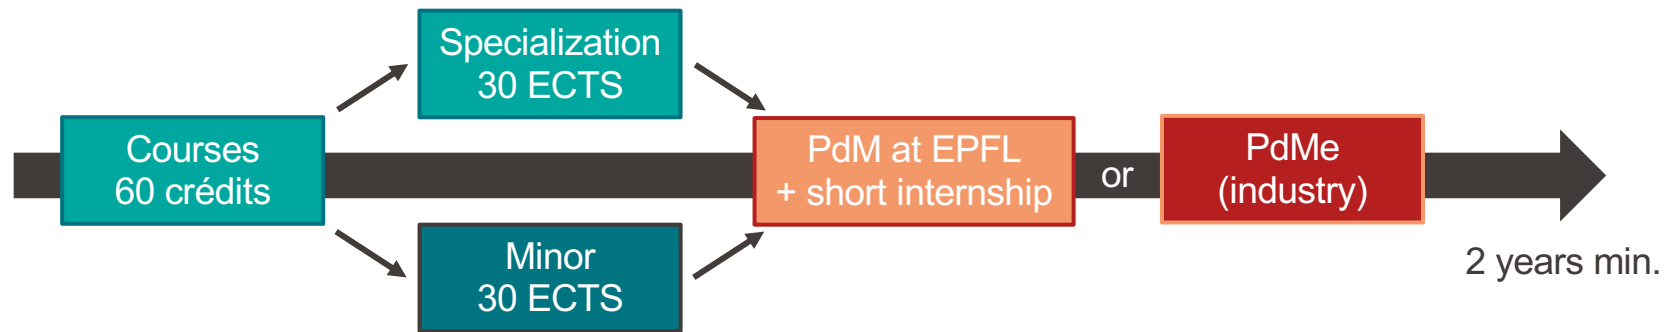 Specialization
30 ECTS
Courses
60 crédits
PdM at EPFL
+ short internship
or
PdMe
(industry)
Minor
30 ECTS
2 years min.